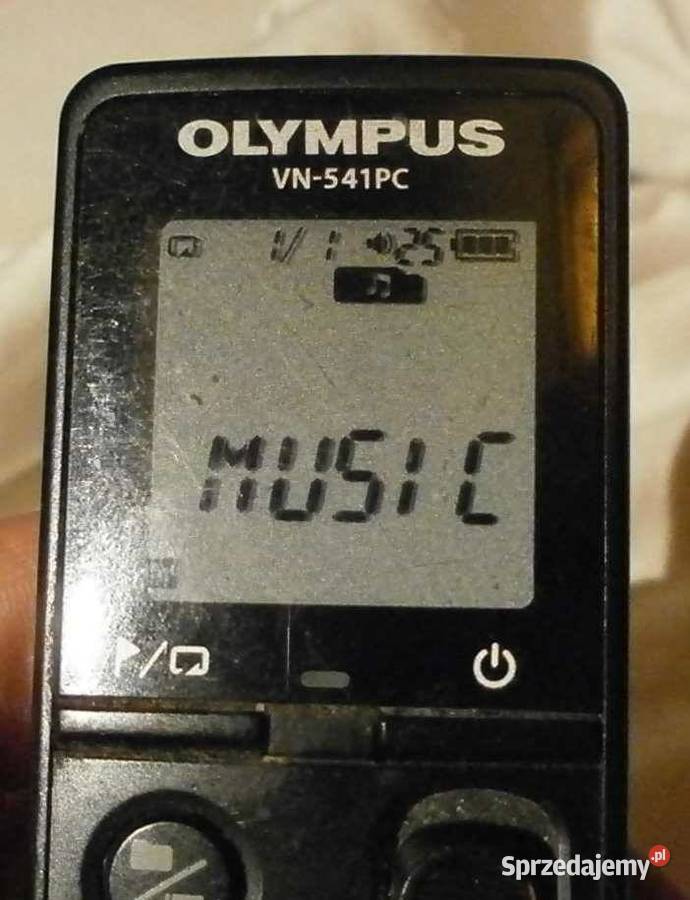 OLYMPUS
VN-541PC
1/1 25
MUSIC
Sprzedajemy.pl